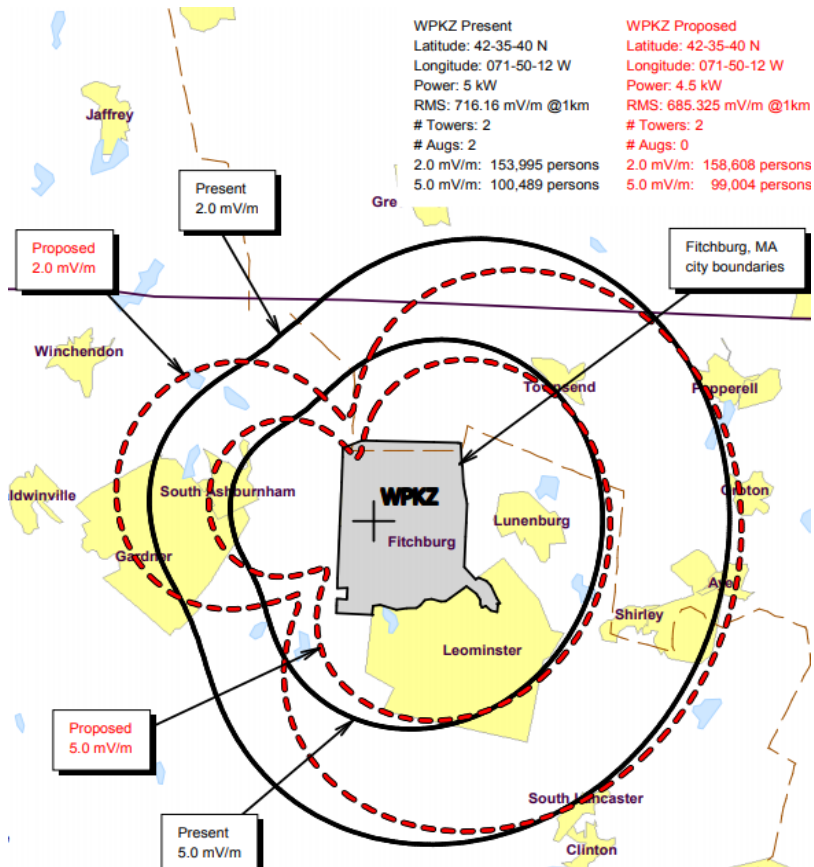 WPKZ Present
Latitude: 42-35-40 N
Longitude: 071-50-12 W
Power: 5 kW
RMS: 716.16 mV/m @1km
# Towers: 2
# Augs: 2
2.0 mV/m: 153,995 persons
5.0 mV/m: 100,489 persons
WPKZ Proposed
Latitude: 42-35-40 N
Longitude: 071-50-12 W
Power: 4.5 kW
RMS: 685.325 mV/m @1km
# Towers: 2
# Augs: 0
2.0 mV/m: 158,608 persons
5.0 mV/m: 99,004 persons
Jaffrey
Present
2.0 mV/m
Gre
Proposed
2.0 mV/m
Fitchburg, MA
city boundaries
Winchendon
Townsend
Pepperell
aldwinville
South Ashburnham
WPKZ
Groton
Lunenburg
Fitchburg
Gardner
Aye
Shirley
Leominster
Proposed
5.0 mV/m
South Lancaster
Present
5.0 mV/m
Clinton